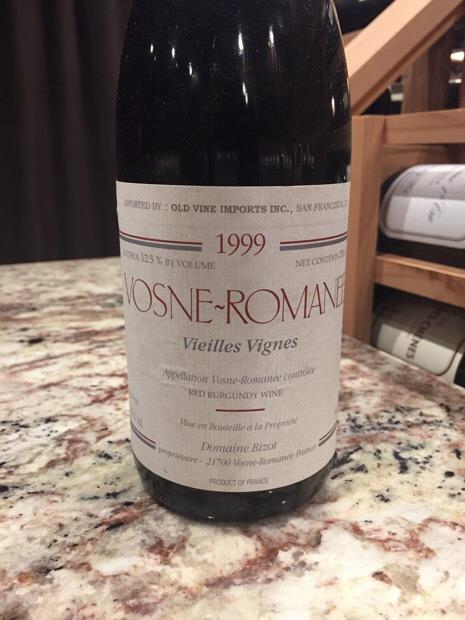 IMPORTED BY : OLD VINE IMPORTS INC., SAN FRANCISCO,
1999
12.5 % BY VOLUME
NET CONTENTS
VOSNE~ROMANEE
Vieilles Vignes
Appellation Vosne-Romanée contrôlée
RED BURGUNDY WINE
Mise en Bouteille à la Propriété
Domaine Bizot
propriétaire - 21700 Vosne-Romanée France
PRODUCT OF FRANCE